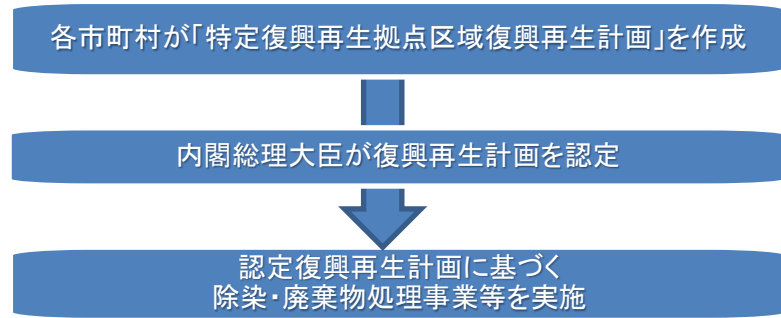 各市町村が「特定復興再生拠点区域復興再生計画」を作成
内閣総理大臣が復興再生計画を認定
認定復興再生計画に基づく
除染・廃棄物処理事業等を実施